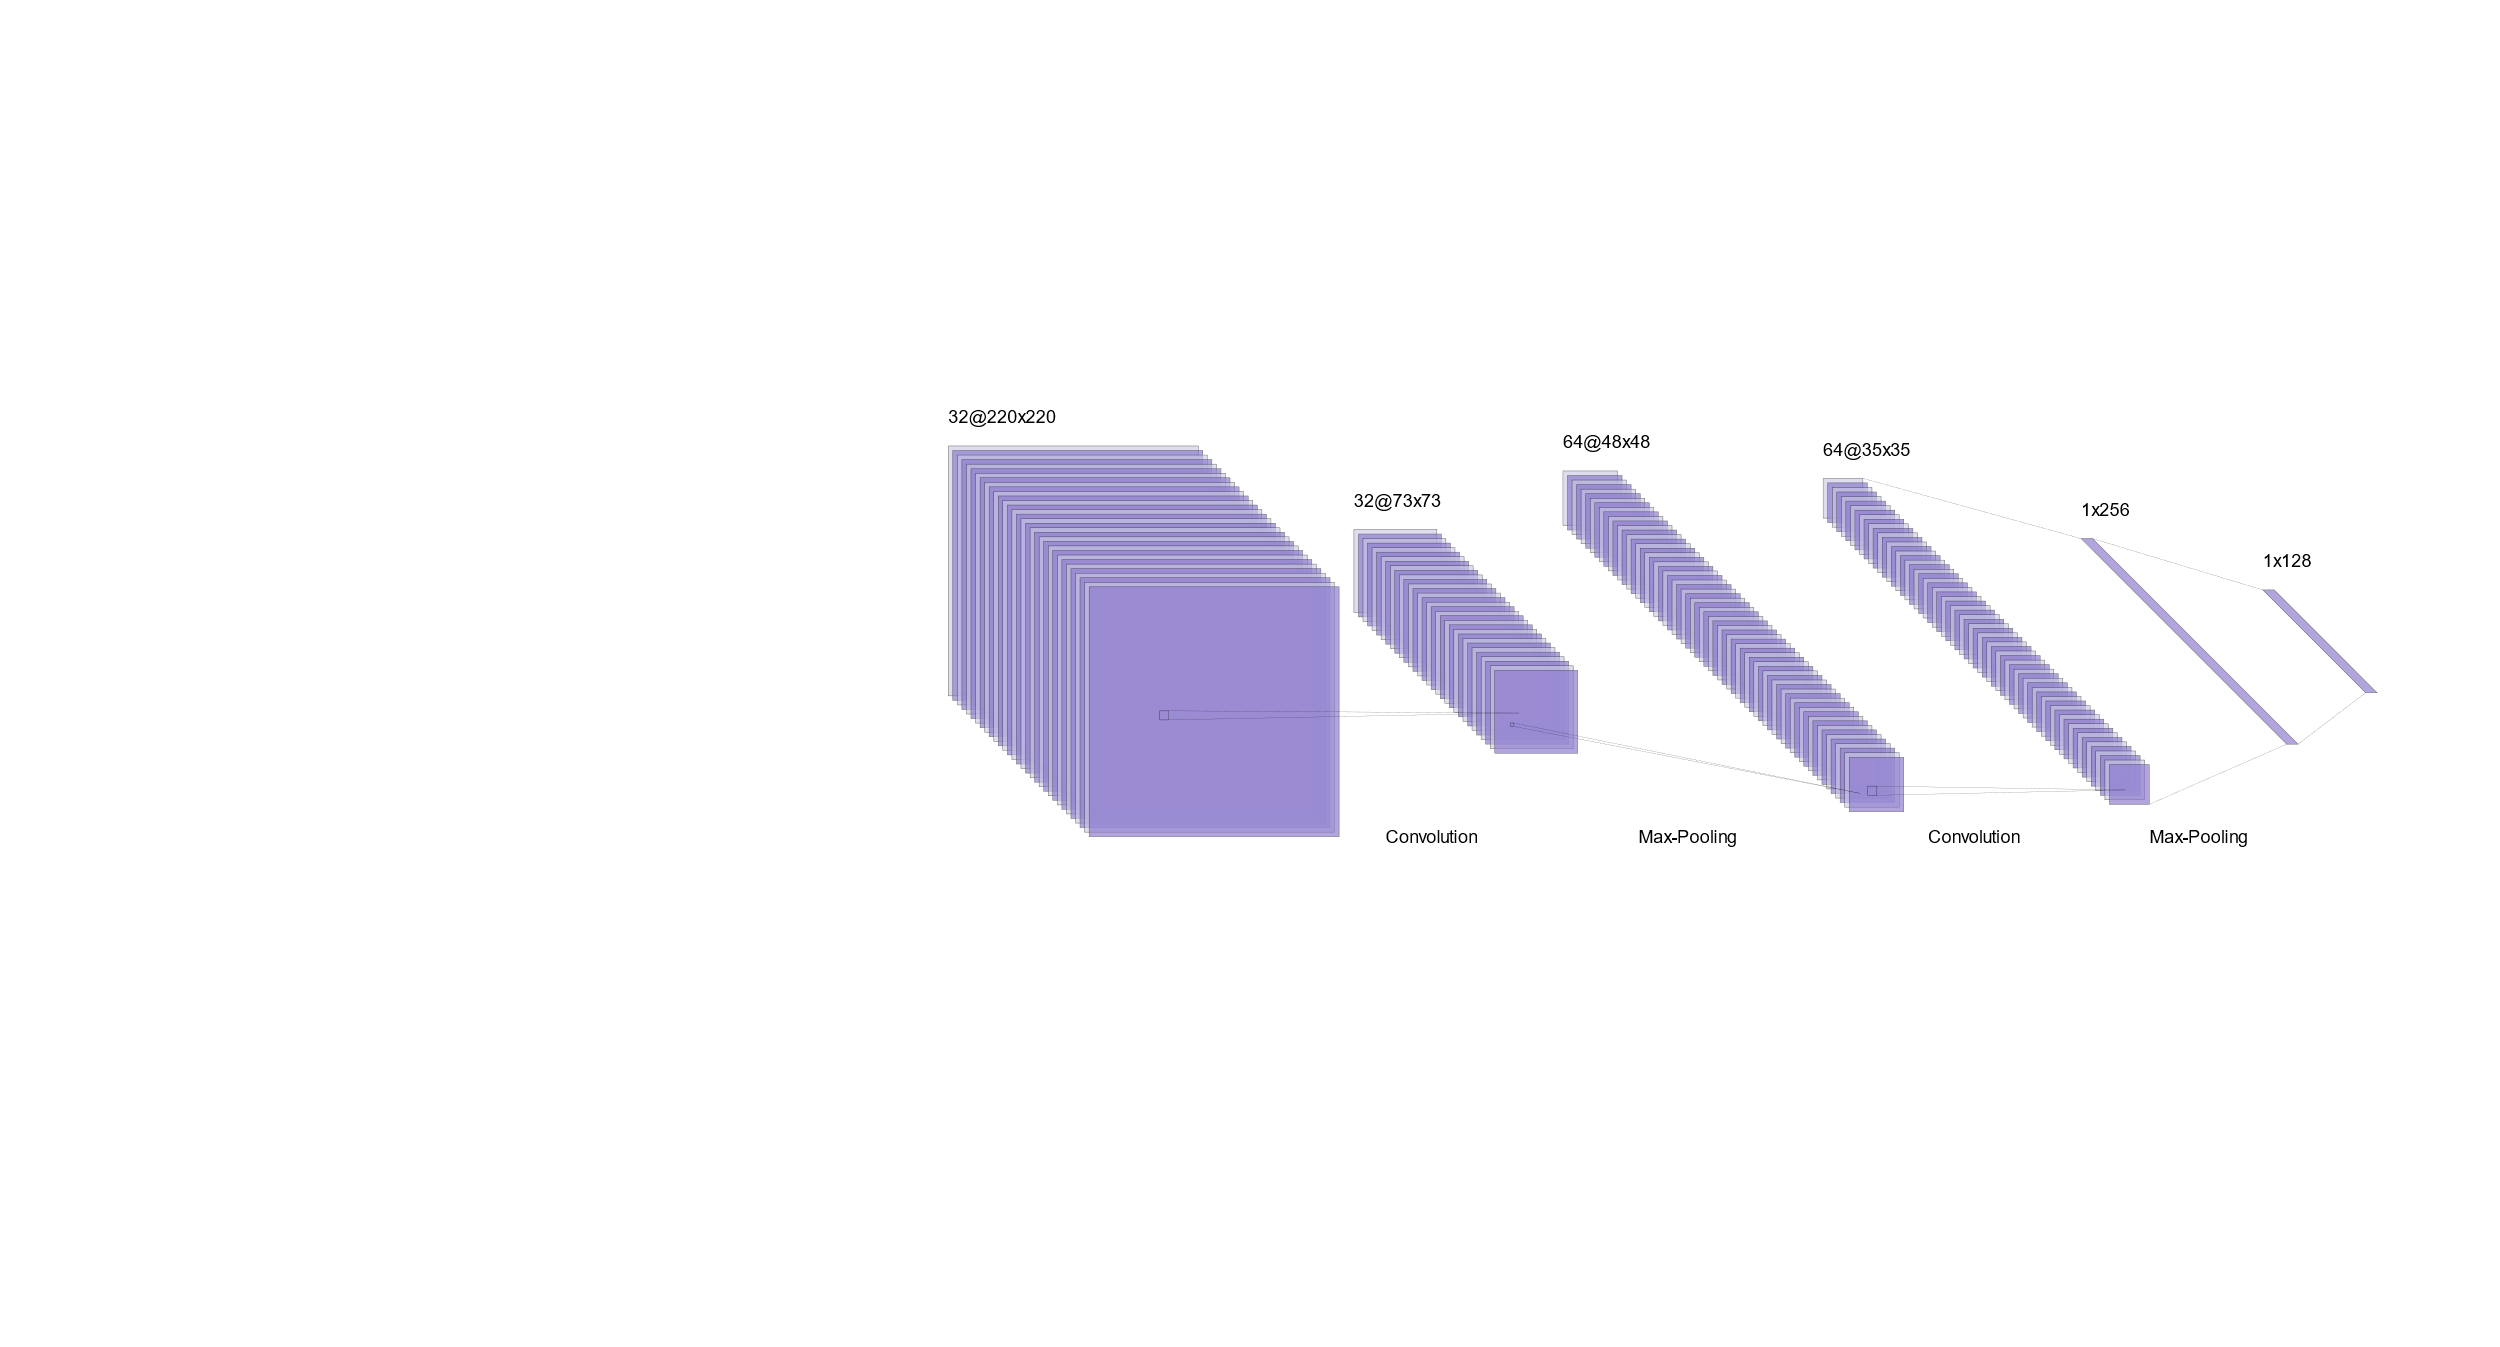 32@220x220
32@73x73
64@48x48
64@35x35
1x256
1x128
Convolution
Max-Pooling
Convolution
Max-Pooling